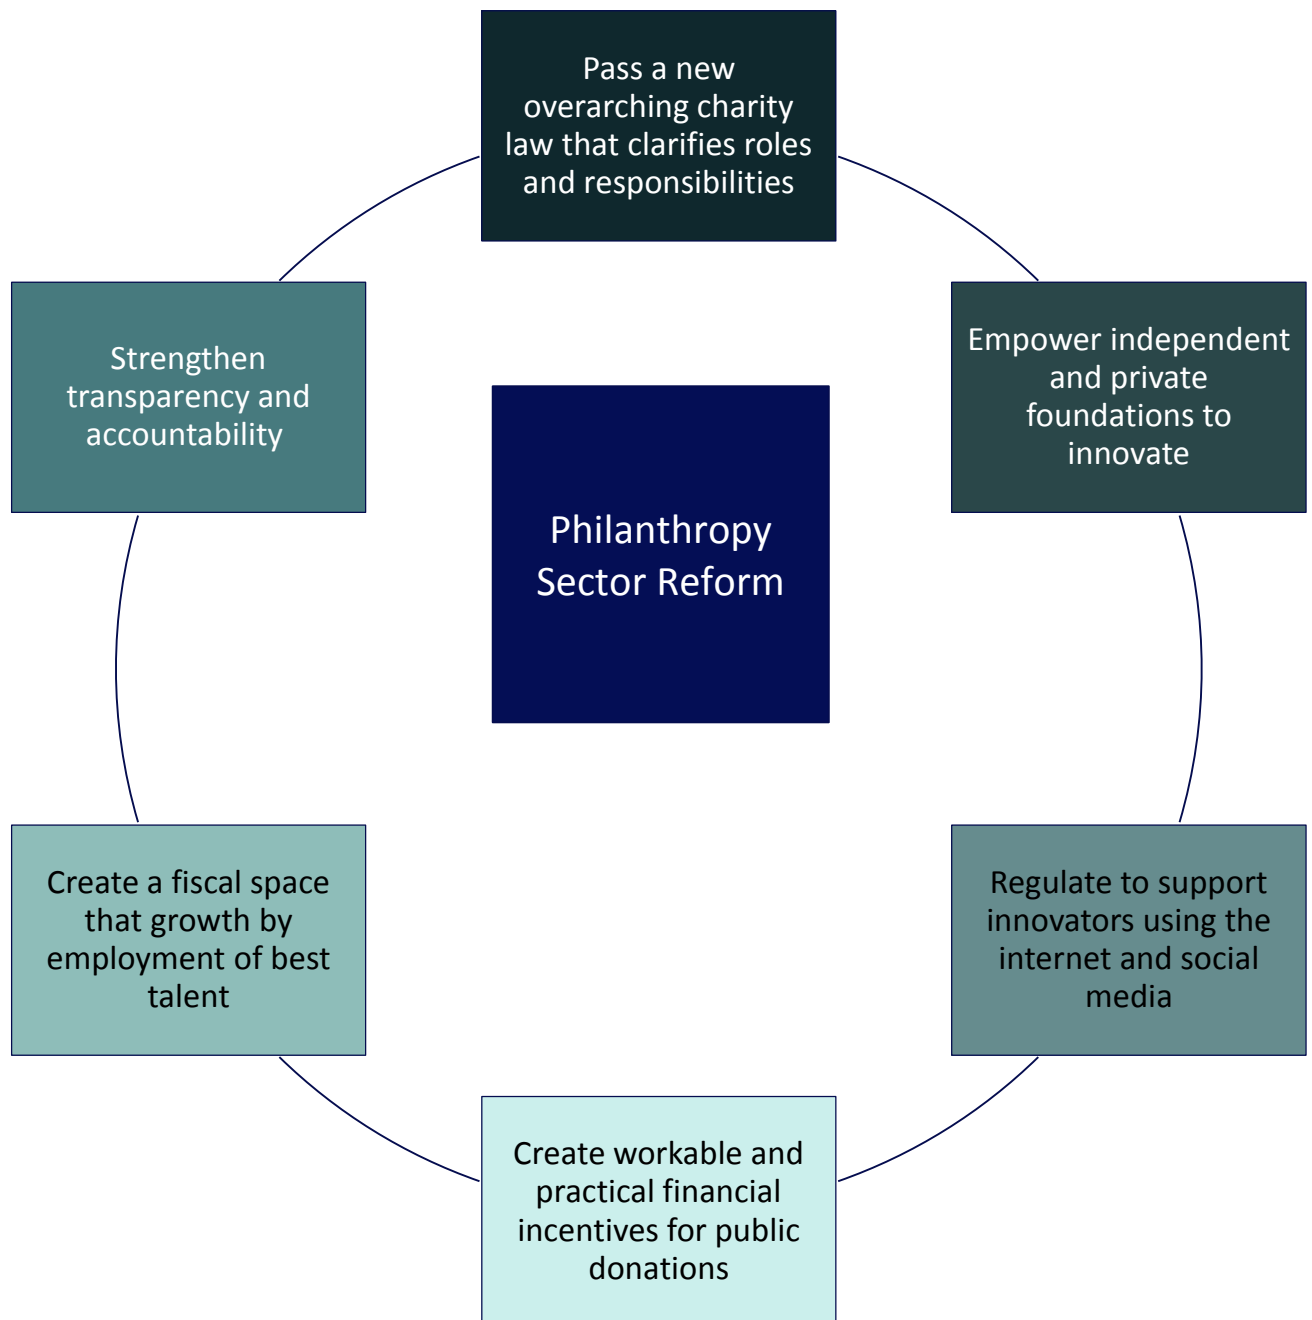 Pass a new
overarching charity
law that clarifies roles
and responsibilities
Empower independent
and private
foundations to
innovate
Regulate to support
innovators using the
internet and social
media
Create workable and
practical financial
incentives for public
donations
Create a fiscal space
that growth by
employment of best
talent
Strengthen
transparency and
accountability
Philanthropy
Sector Reform